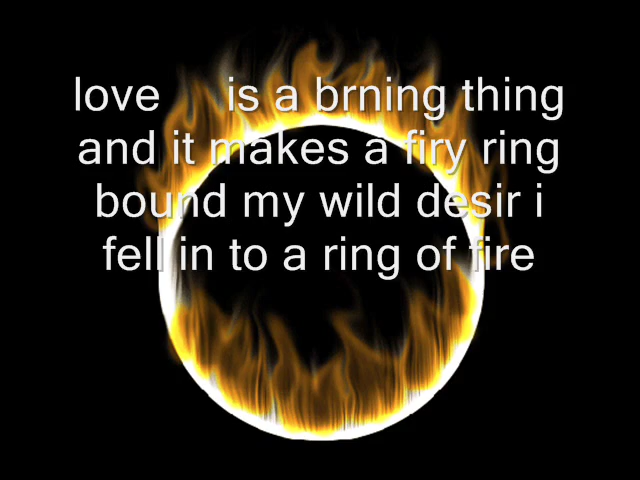 love is a brning thing
and it makes a firy ring
bound my wild desir i
fell in to a ring of fire